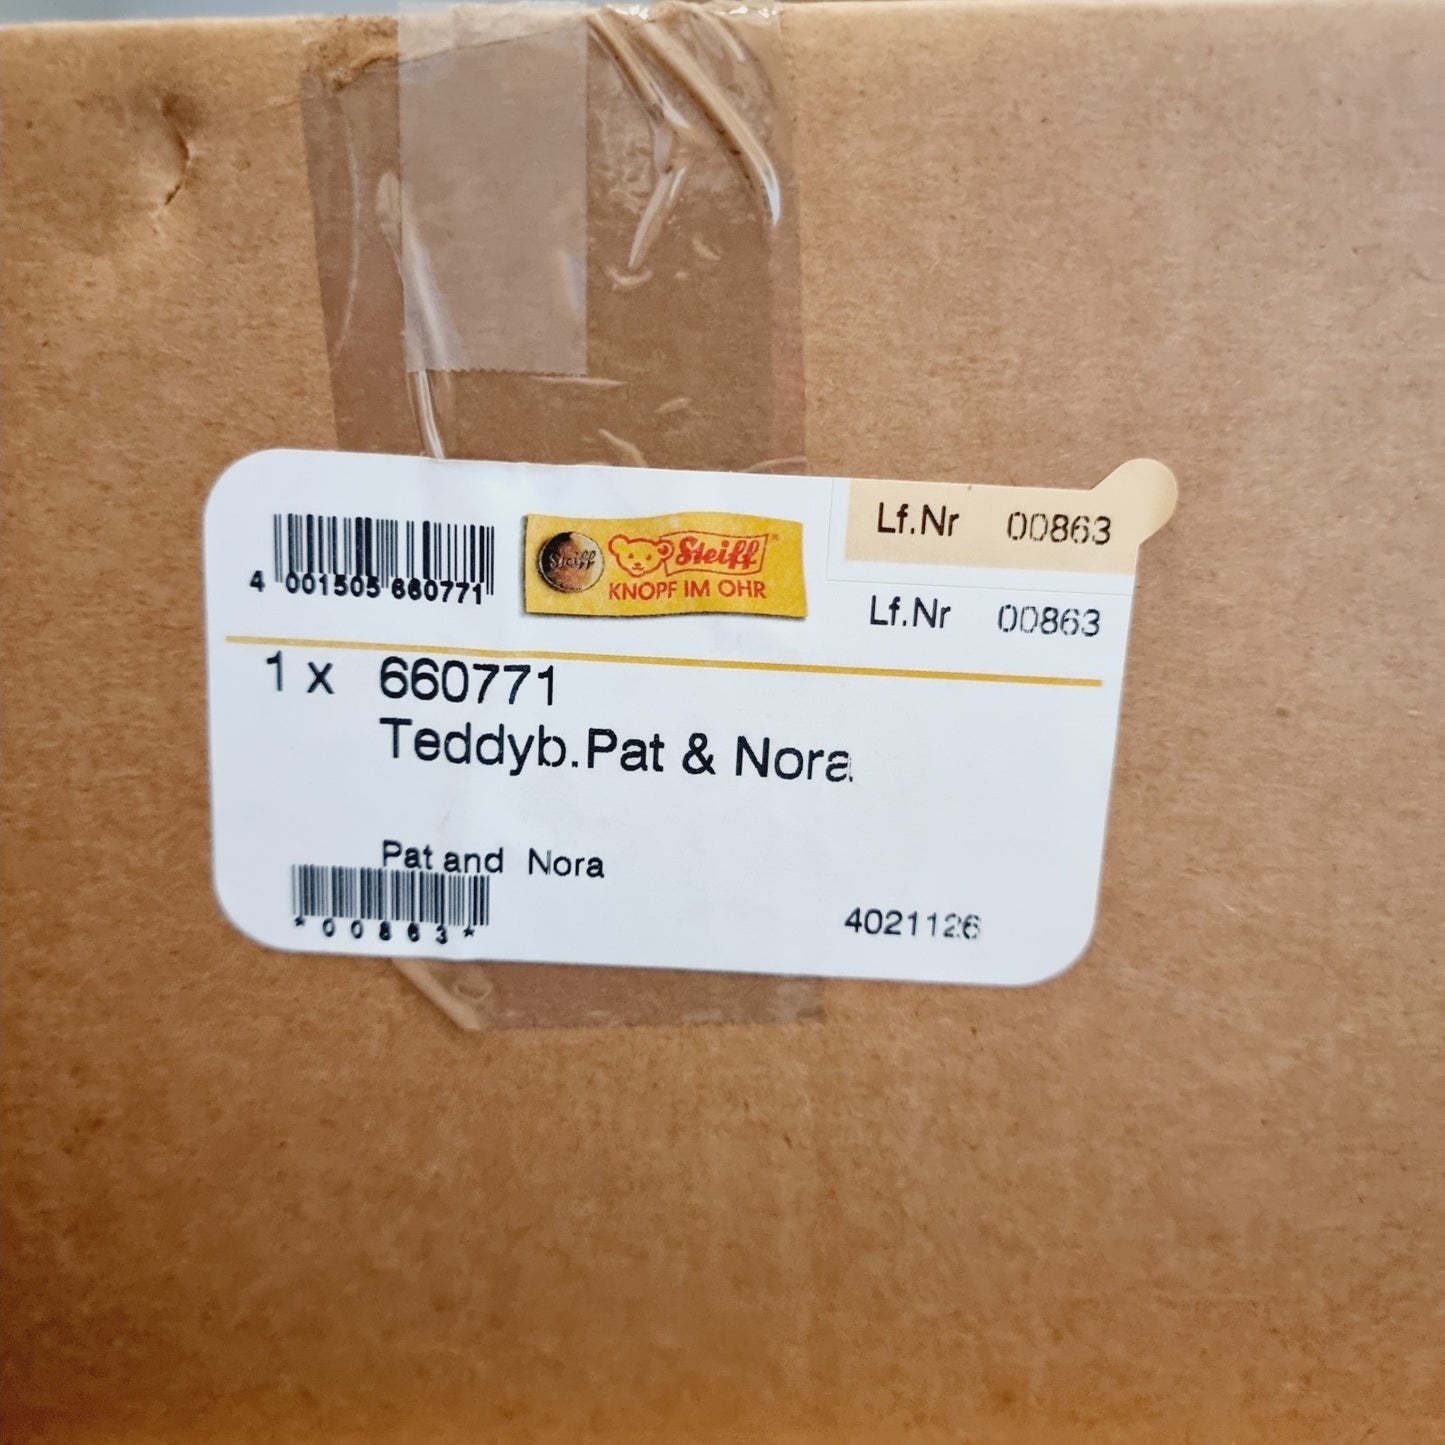 4 001505 660771
Steiff
Steiff
KNOPF IM OHR
Lf.Nr 00863
Lf.Nr 00863
1 x 660771
Teddyb.Pat & Nora
Pat and Nora
*00863*
4021126